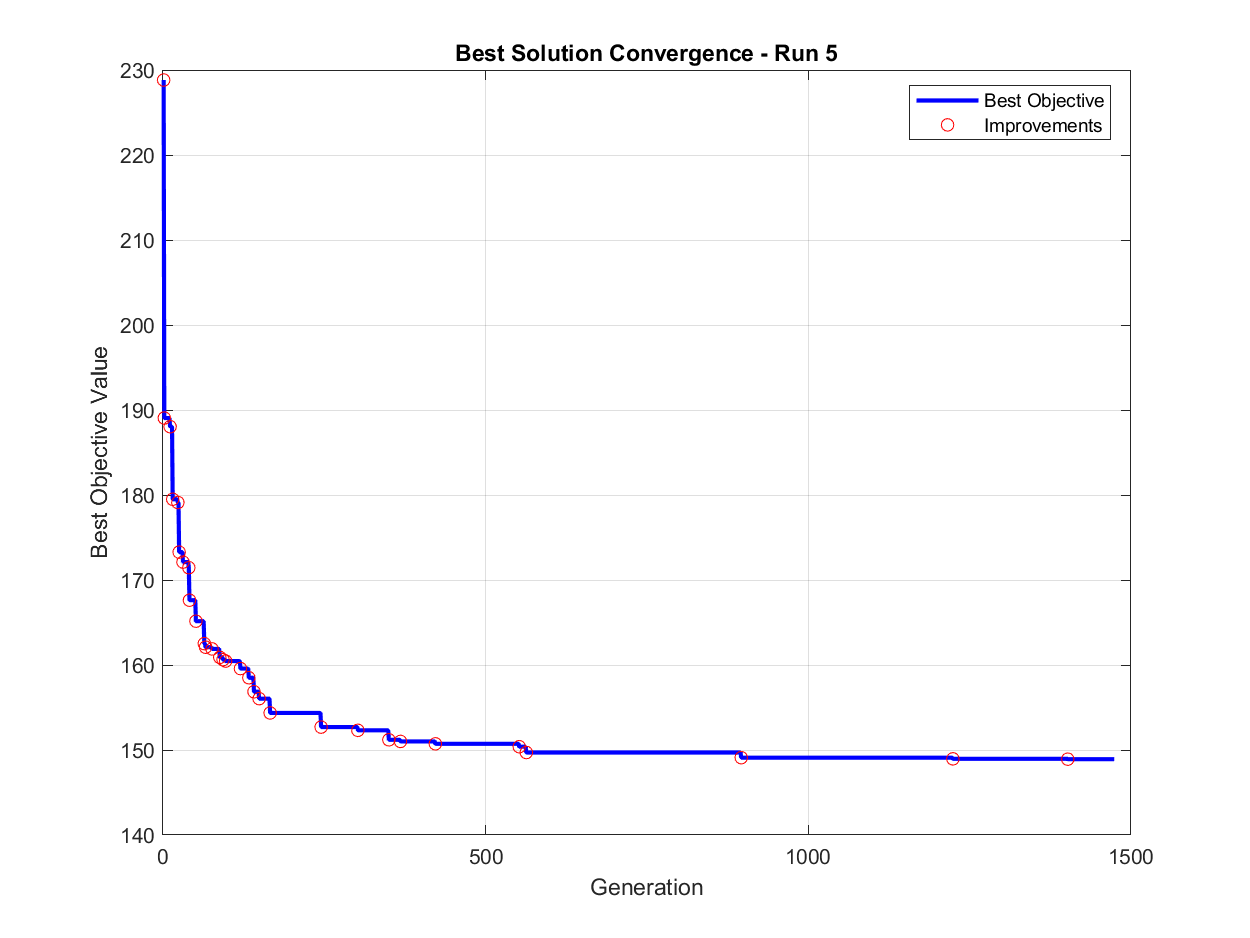 Best Solution Convergence - Run 5
230
220
210
200
190
180
170
160
150
140
Best Objective Value
Best Objective
Improvements
0
500
1000
1500
Generation